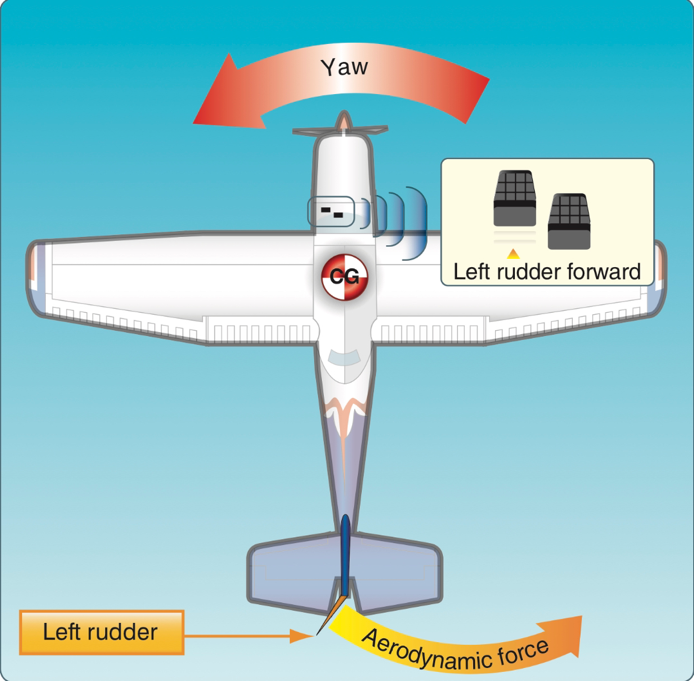 Yaw
CG
Left rudder forward
Left rudder
Aerodynamic force